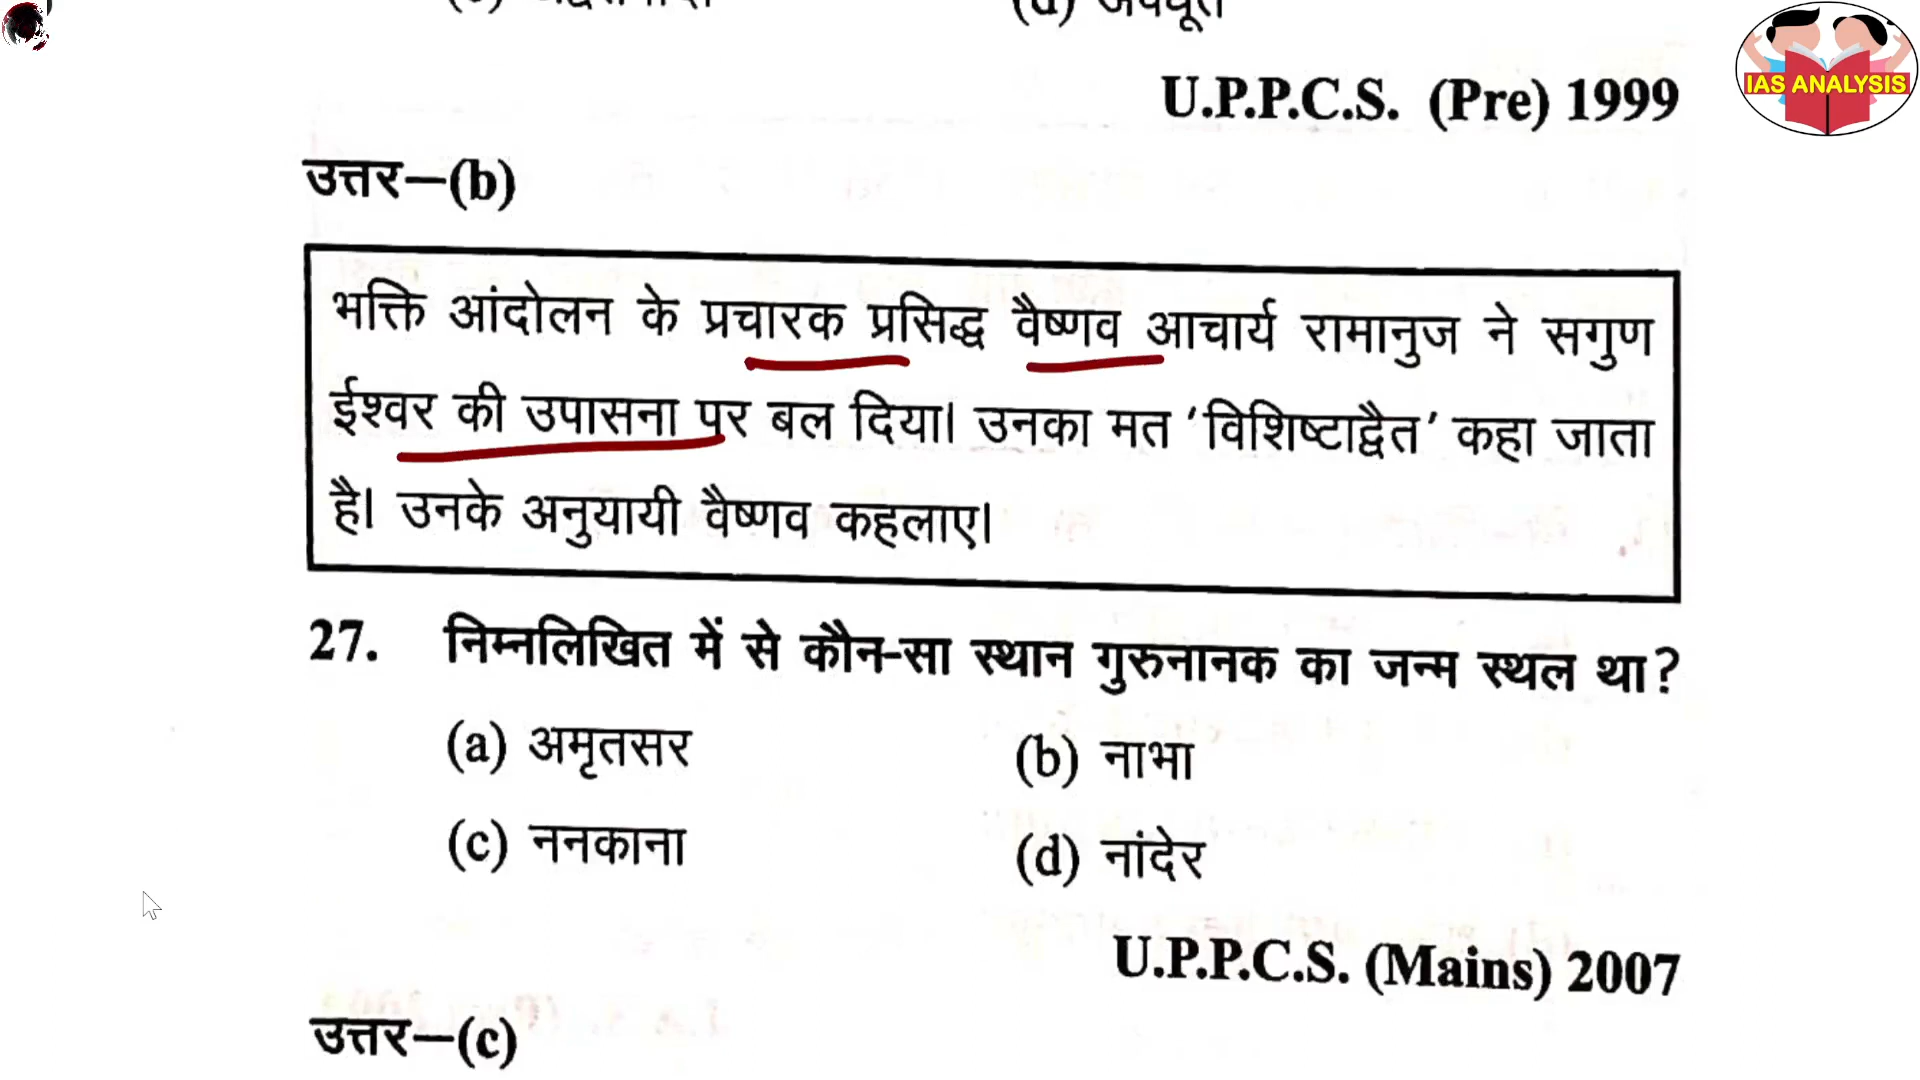 IAS ANALYSIS
U.P.P.C.S. (Pre) 1999
उत्तर—(b)
भक्ति आंदोलन के प्रचारक प्रसिद्ध वैष्णव आचार्य रामानुज ने सगुण
ईश्वर की उपासना पर बल दिया। उनका मत ‘विशिष्टाद्वैत’ कहा जाता
है। उनके अनुयायी वैष्णव कहलाए।
27. निम्नलिखित में से कौन-सा स्थान गुरुनानक का जन्म स्थल था?
(a) अमृतसर (b) नाभा
(c) ननकाना (d) नांदेर
U.P.P.C.S. (Mains) 2007
उत्तर—(c)